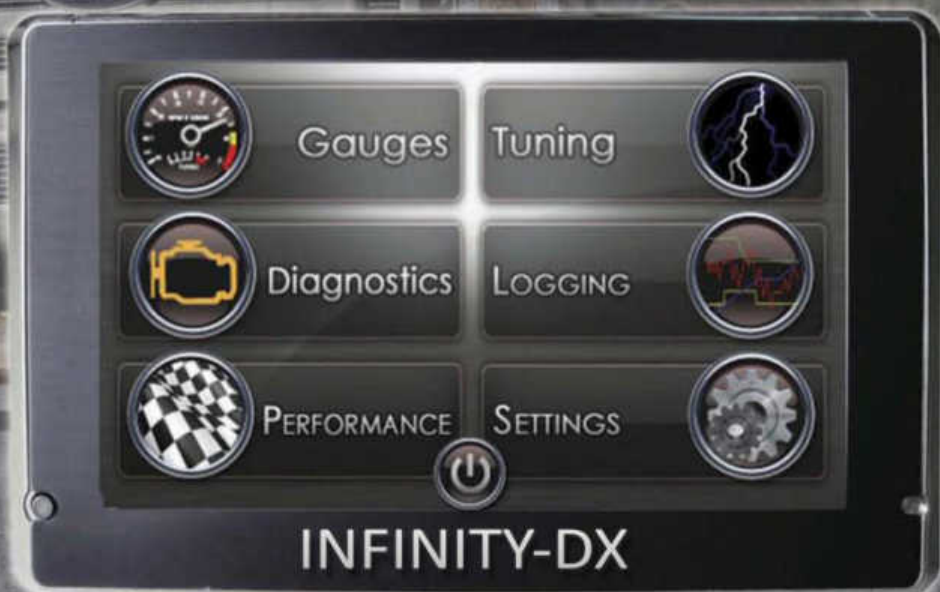 Gauges
Tuning
Diagnostics
LOGGING
PERFORMANCE
SETTINGS
INFINITY-DX